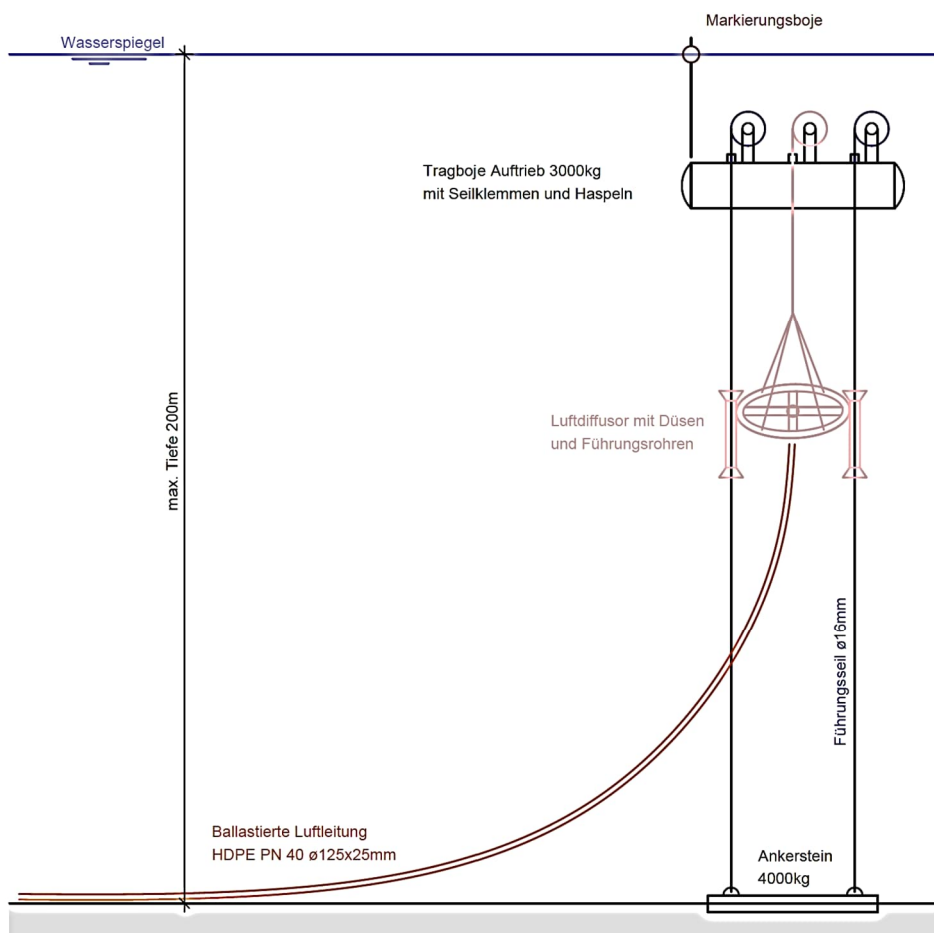 Markierungsboje
Wasserspiegel
Tragboje Auftrieb 3000kg
mit Seilklemmen und Haspeln
max. Tiefe 200m
Luftdiffusor mit Düsen
und Führungsrohren
Führungsseil ø16mm
Ballastierte Luftleitung
HDPE PN 40 ø125x25mm
Ankerstein
4000kg